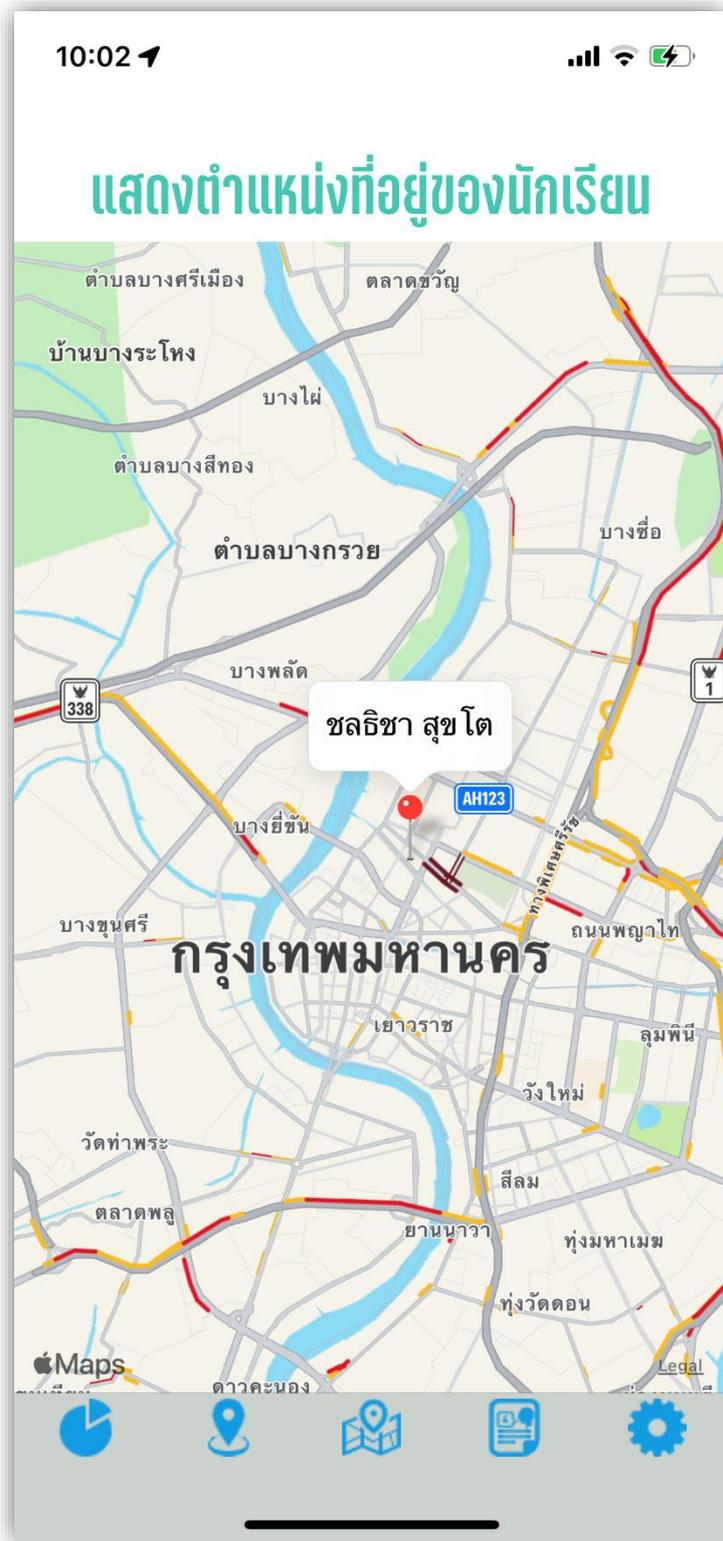 10:02
แสดงตำแหน่งที่อยู่ของนักเรียน
ตำบลบางศรีเมือง
ตลาดขวัญ
บ้านบางระโหง
บางไผ่
ตำบลบางสีทอง
บางซื่อ
ตำบลบางกรวย
บางพลัด
338
1
ชลธิชา สุขโต
AH123
บางยี่ขัน
ทางพิเศษศรีรัช
บางขุนศรี
ถนนพญาไท
กรุงเทพมหานคร
เยาวราช
ลุมพินี
วังใหม่
วัดท่าพระ
สีลม
ตลาดพลู
ยานนาวา
ทุ่งมหาเมฆ
ทุ่งวัดดอน
Maps
Legal
ดาวคะนอง